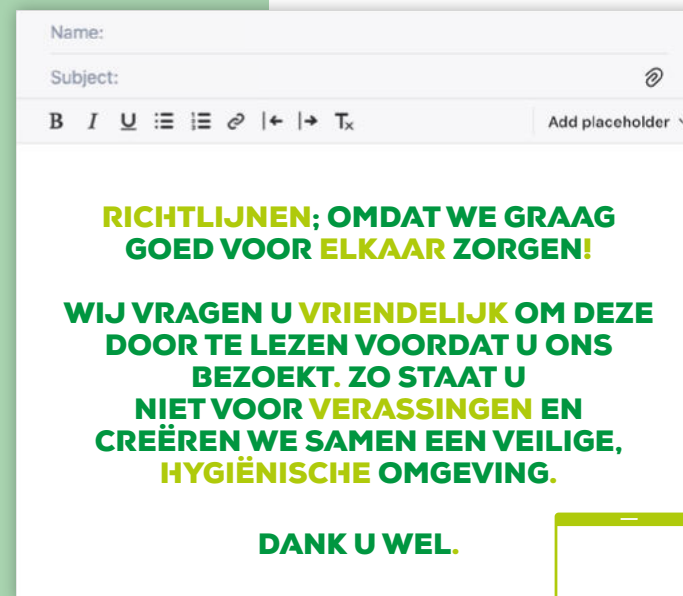 Name:
Subject:
B I U Tx Add placeholder
RICHTLIJNEN; OMDAT WE GRAAG
GOED VOOR ELKAAR ZORGEN!
WIJ VRAGEN U VRIENDELIJK OM DEZE
DOOR TE LEZEN VOORDAT U ONS
BEZOEKT. ZO STAAT U
NIET VOOR VERASSINGEN EN
CREËREN WE SAMEN EEN VEILIGE,
HYGIËNISCHE OMGEVING.
DANK U WEL.